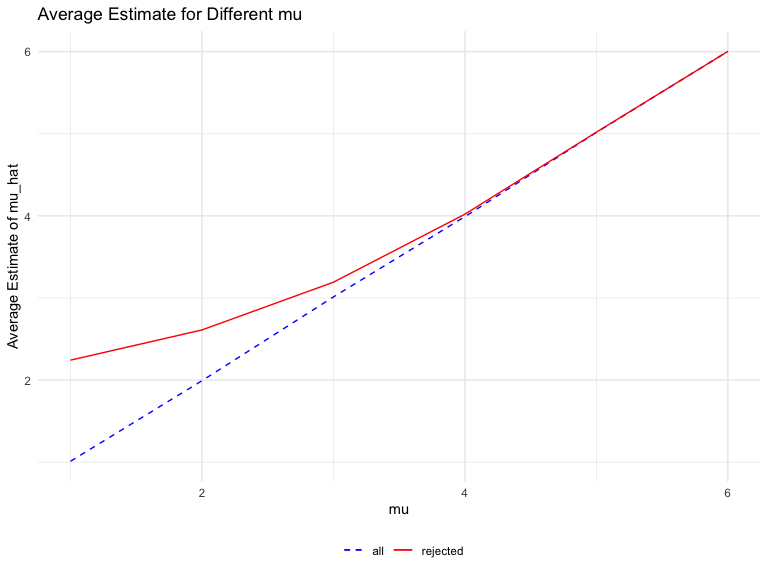 Average Estimate for Different mu
Average Estimate of mu_hat
6
4
2
2
4
6
mu
all
rejected